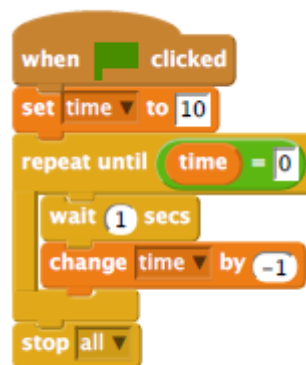 when clicked
set time to 10
repeat until time = 0
wait 1 secs
change time by -1
stop all